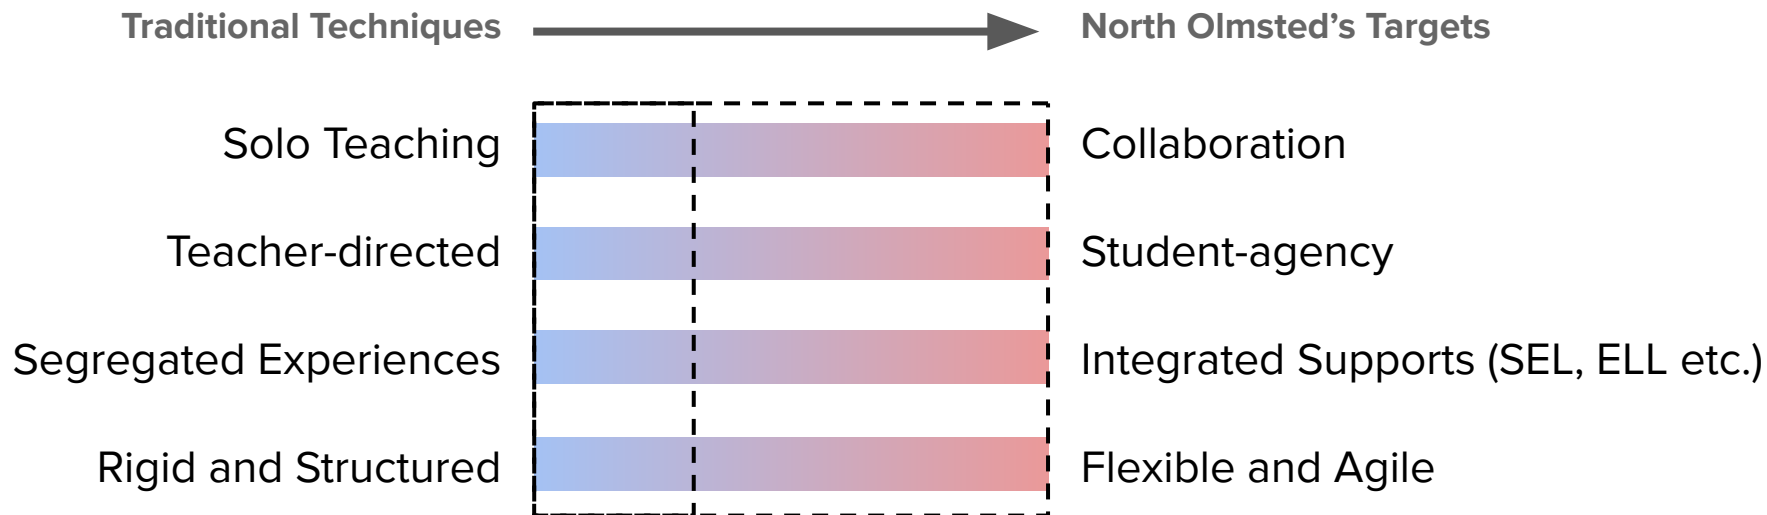 Traditional Techniques
North Olmsted’s Targets
Solo Teaching
Collaboration
Teacher-directed
Student-agency
Segregated Experiences
Integrated Supports (SEL, ELL etc.)
Rigid and Structured
Flexible and Agile